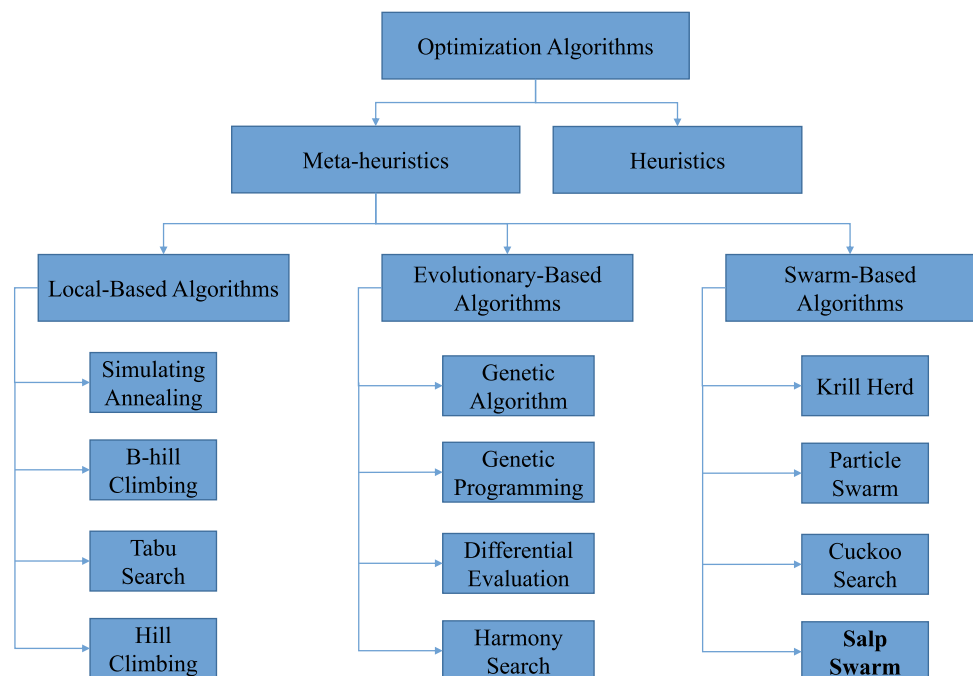 Optimization Algorithms
Meta-heuristics
Heuristics
Local-Based Algorithms
Evolutionary-Based
Algorithms
Swarm-Based
Algorithms
Simulating
Annealing
B-hill
Climbing
Tabu
Search
Hill
Climbing
Genetic
Algorithm
Genetic
Programming
Differential
Evaluation
Harmony
Search
Krill Herd
Particle
Swarm
Cuckoo
Search
Salp
Swarm